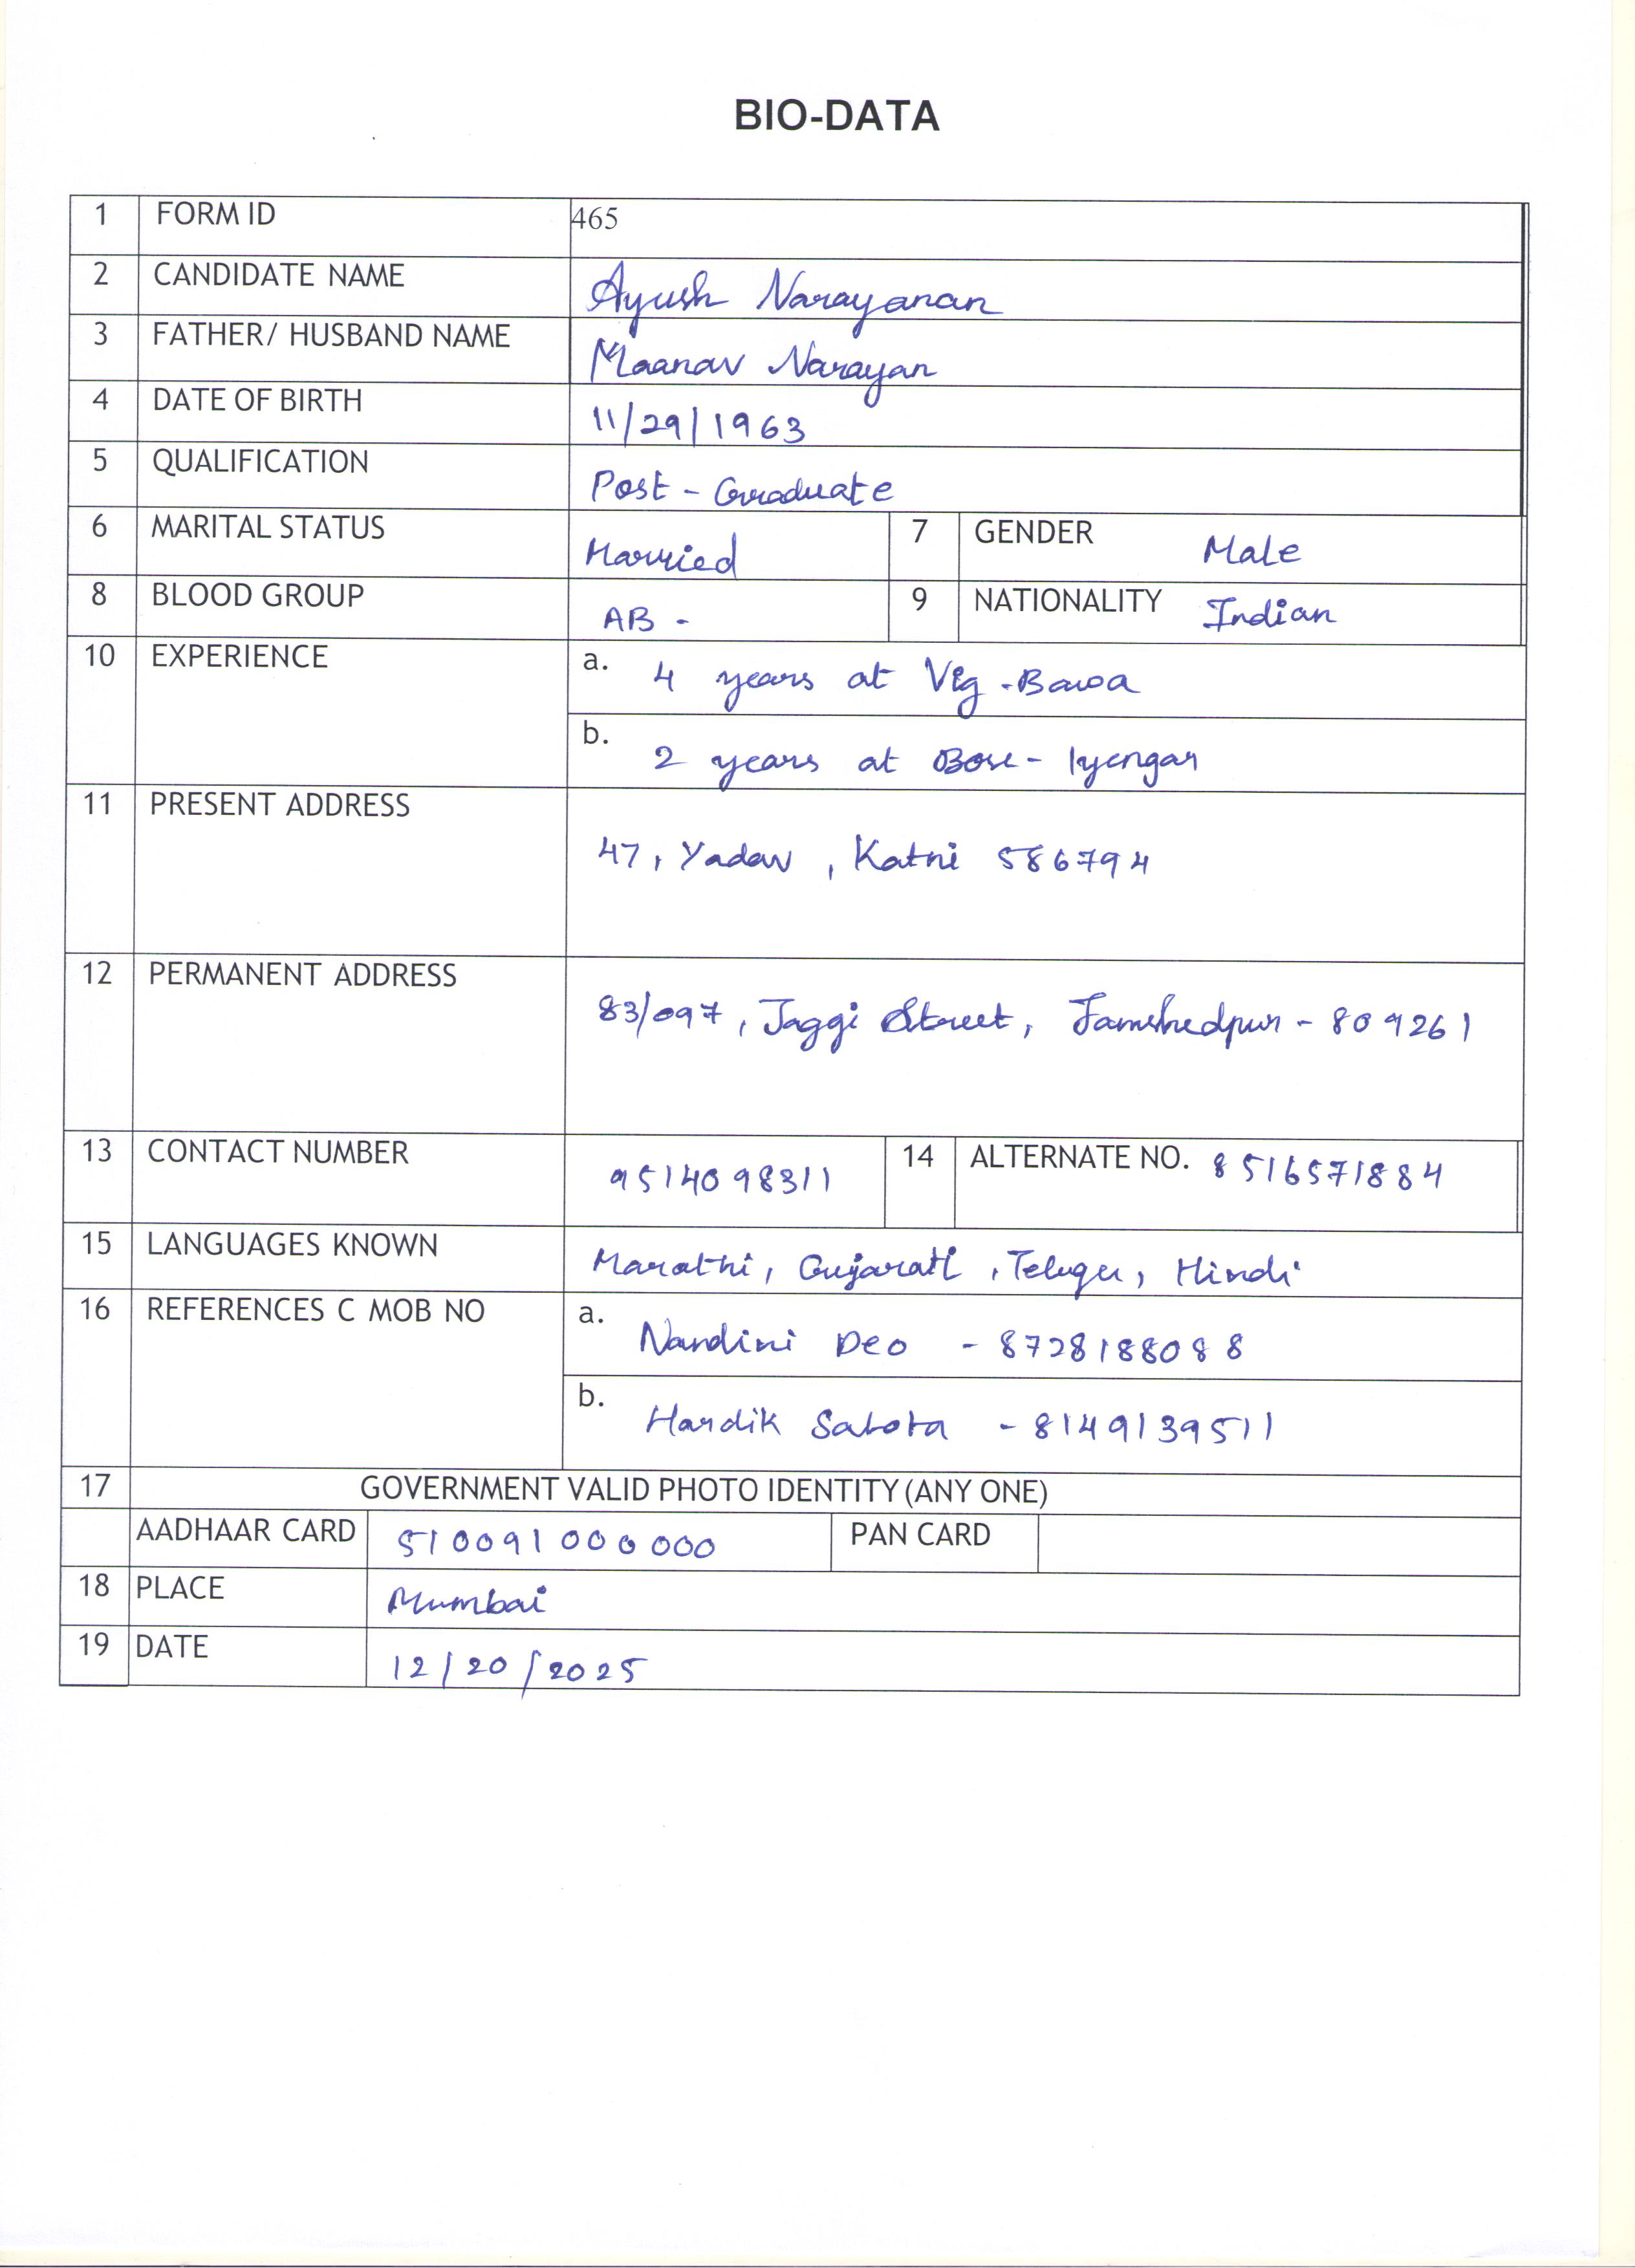 BIO-DATA
1 FORM ID 465
2 CANDIDATE NAME Ayush Narayanan
3 FATHER/ HUSBAND NAME Maanav Narayan
4 DATE OF BIRTH 11/29/1963
5 QUALIFICATION Post - Graduate
6 MARITAL STATUS Married 7 GENDER Male
8 BLOOD GROUP AB - 9 NATIONALITY Indian
10 EXPERIENCE a. 4 years at Vig - Bawa
b. 2 years at Bose - Iyengar
11 PRESENT ADDRESS
47, Yadav, Katni 586794
12 PERMANENT ADDRESS
83/097, Jaggi Street, Jamshedpur - 809261
13 CONTACT NUMBER 9514098311 14 ALTERNATE NO. 8516571884
15 LANGUAGES KNOWN Marathi, Gujarati, Telugu, Hindi
16 REFERENCES C MOB NO a. Nandini Deo - 8728188088
b. Hardik Sabota - 8149139511
17 GOVERNMENT VALID PHOTO IDENTITY (ANY ONE)
AADHAAR CARD 510091000000 PAN CARD
18 PLACE Mumbai
19 DATE 12/20/2025